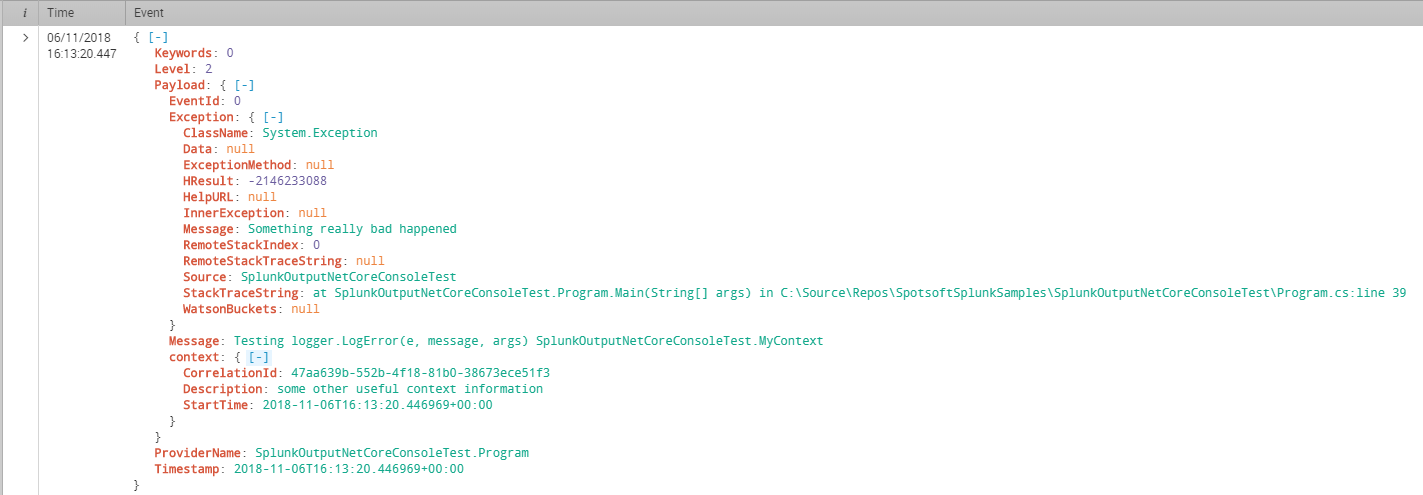 i Time Event
> 06/11/2018 { [-]
16:13:20.447 Keywords: 0
Level: 2
Payload: { [-]
EventId: 0
Exception: { [-]
ClassName: System.Exception
Data: null
ExceptionMethod: null
HResult: -2146233088
HelpURL: null
InnerException: null
Message: Something really bad happened
RemoteStackIndex: 0
RemoteStackTraceString: null
Source: SplunkOutputNetCoreConsoleTest
StackTraceString: at SplunkOutputNetCoreConsoleTest.Program.Main(String[] args) in C:\Source\Repos\SpotsoftSplunkSamples\SplunkOutputNetCoreConsoleTest\Program.cs:line 39
WatsonBuckets: null
}
Message: Testing logger.LogError(e, message, args) SplunkOutputNetCoreConsoleTest.MyContext
context: { [-]
CorrelationId: 47aa639b-552b-4f18-81b0-38673ece51f3
Description: some other useful context information
StartTime: 2018-11-06T16:13:20.446969+00:00
}
}
ProviderName: SplunkOutputNetCoreConsoleTest.Program
Timestamp: 2018-11-06T16:13:20.446969+00:00
}